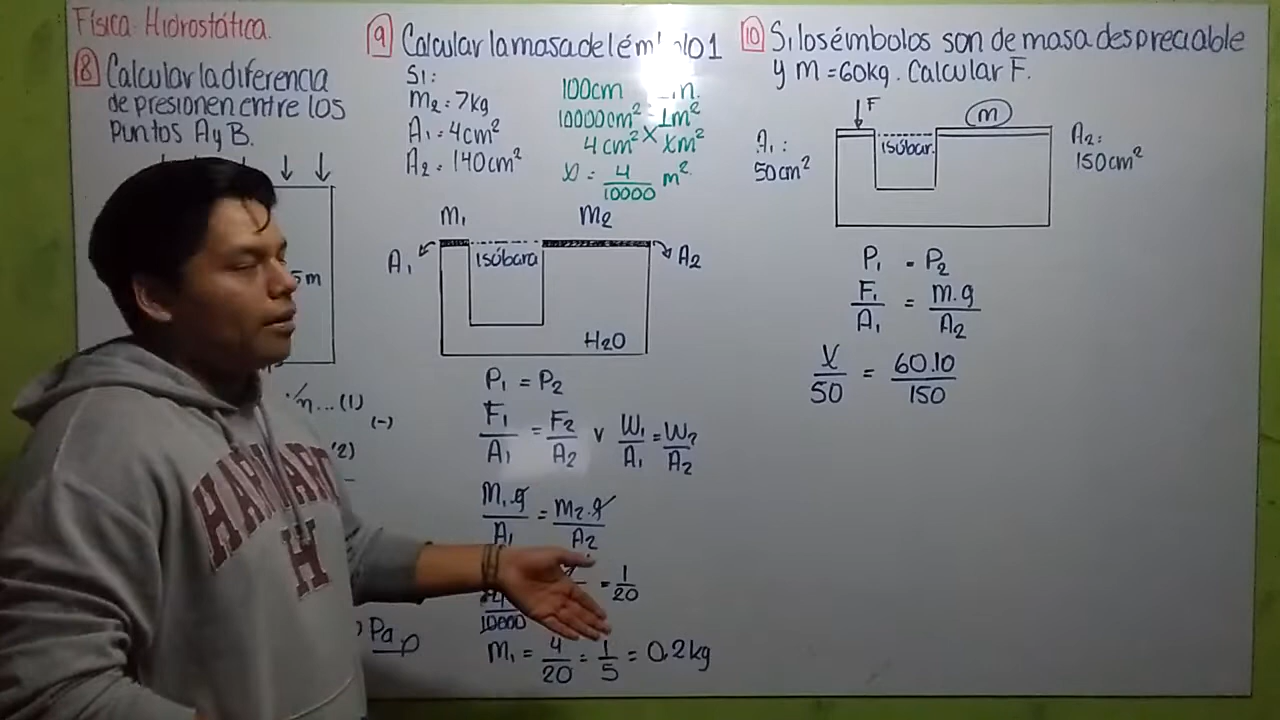 Física: Hidrostática.
8 Calcular la diferencia
de presionen entre los
puntos A y B.
5m
... (1)
(-)
Pa
9 Calcular la masa del 1
Si:
m2 = 7kg
A1 = 4cm²
A2 = 140cm²
100cm
10000cm² = 1m²
4cm² x xm²
x = 4/10000 m²
M1 M2
A1 isóbara A2
H2O
P1 = P2
F1/A1 = F2/A2 v W1/A1 = W2/A2
M1.g/A1 = m2.g/A2
10000 = 1/20
M1 = 4/20 = 1/5 = 0.2kg
10 Si los émbolos son de masa despreciable
y m = 60kg. Calcular F.
F m
A1: 50cm²
isóbar.
A2: 150cm²
P1 = P2
F1/A1 = m.g/A2
x/50 = 60.10/150
HARVARD
H